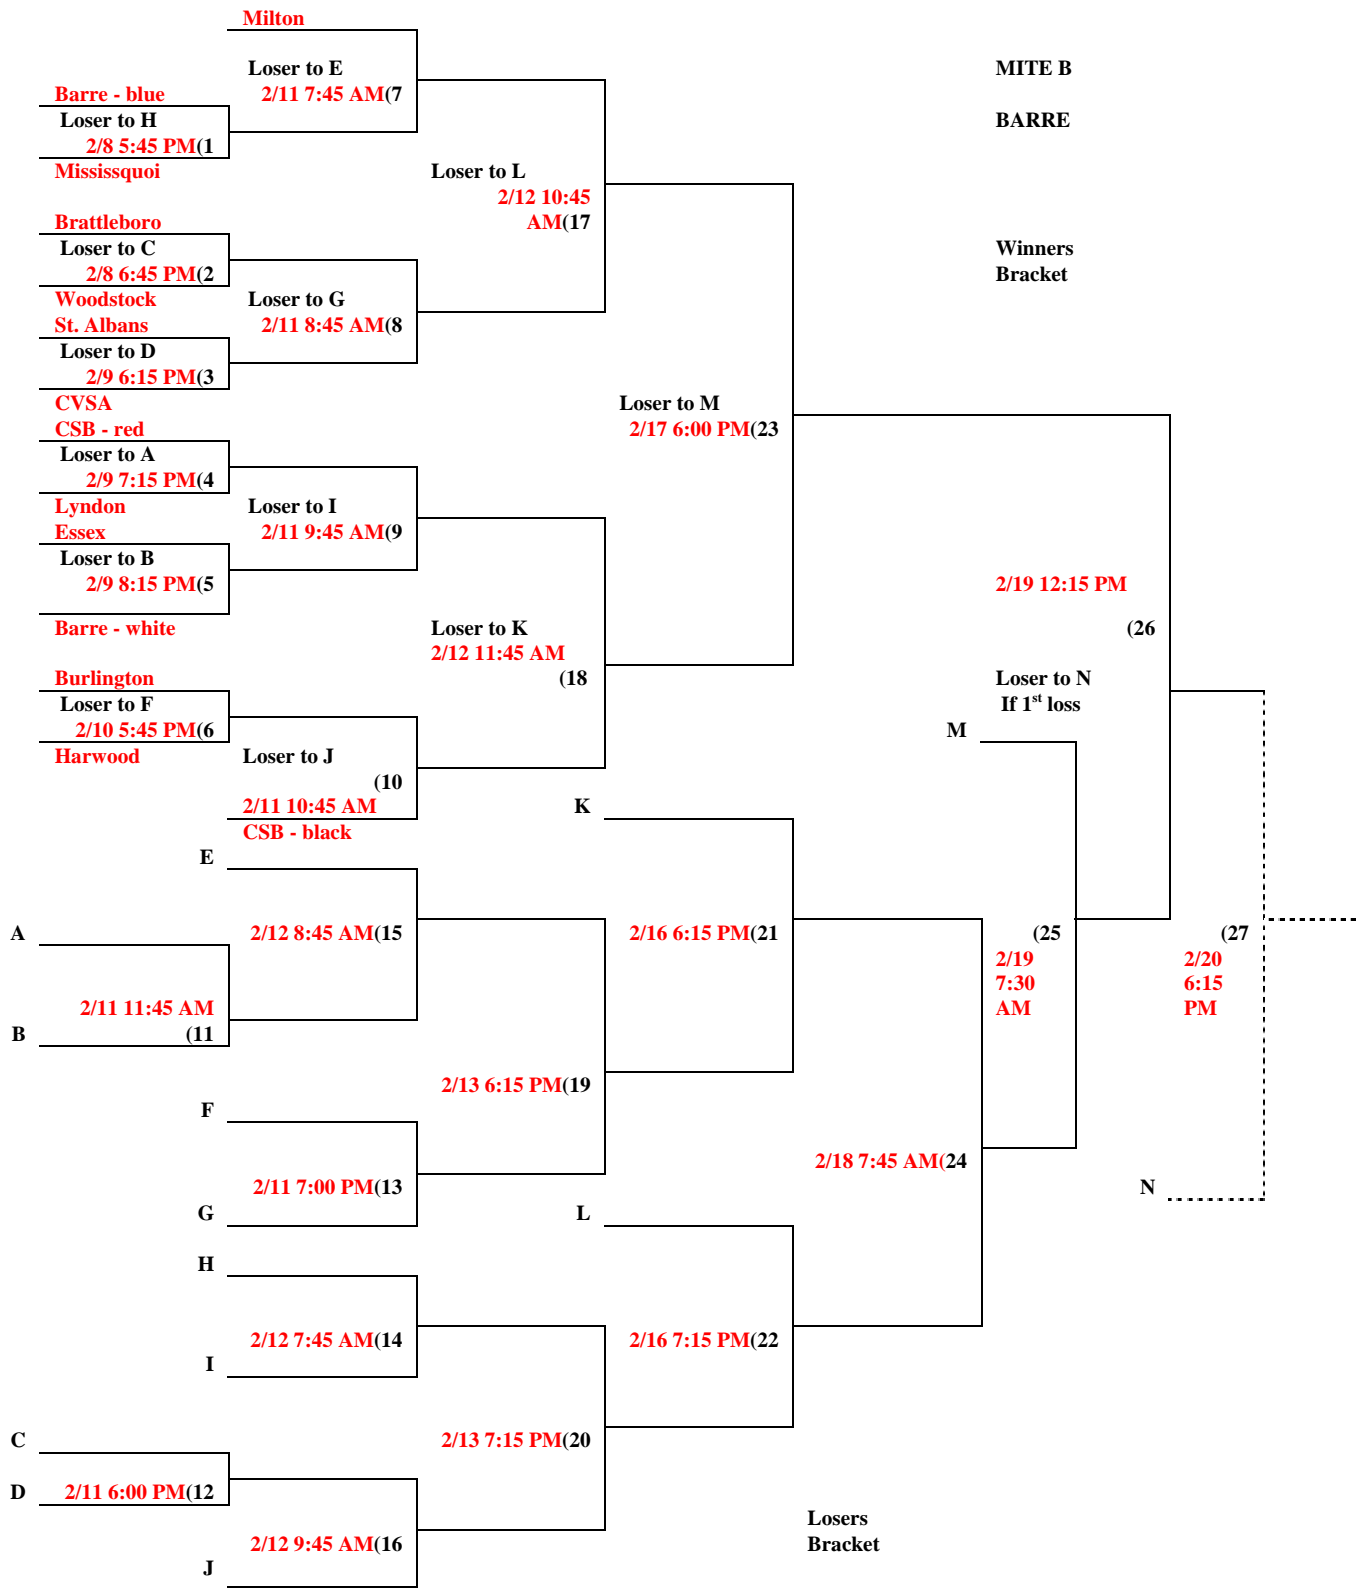 Milton
Loser to E
2/11 7:45 AM(7
MITE B
Barre - blue
Loser to H
2/8 5:45 PM(1
BARRE
Mississquoi
Loser to L
2/12 10:45
AM(17
Brattleboro
Loser to C
2/8 6:45 PM(2
Winners
Bracket
Woodstock
Loser to G
2/11 8:45 AM(8
St. Albans
Loser to D
2/9 6:15 PM(3
CVSA
Loser to M
2/17 6:00 PM(23
CSB - red
Loser to A
2/9 7:15 PM(4
Lyndon
Loser to I
2/11 9:45 AM(9
Essex
Loser to B
2/9 8:15 PM(5
2/19 12:15 PM
(26
Barre - white
Loser to K
2/12 11:45 AM
(18
Burlington
Loser to F
2/10 5:45 PM(6
Loser to N
If 1st loss
M
Harwood
Loser to J
(10
2/11 10:45 AM
CSB - black
K
E
2/12 8:45 AM(15
2/16 6:15 PM(21
(25
2/19
7:30
AM
(27
2/20
6:15
PM
A
2/11 11:45 AM
(11
B
2/13 6:15 PM(19
F
2/11 7:00 PM(13
2/18 7:45 AM(24
N
G
L
H
2/12 7:45 AM(14
2/16 7:15 PM(22
I
C
2/13 7:15 PM(20
D
2/11 6:00 PM(12
Losers
Bracket
2/12 9:45 AM(16
J